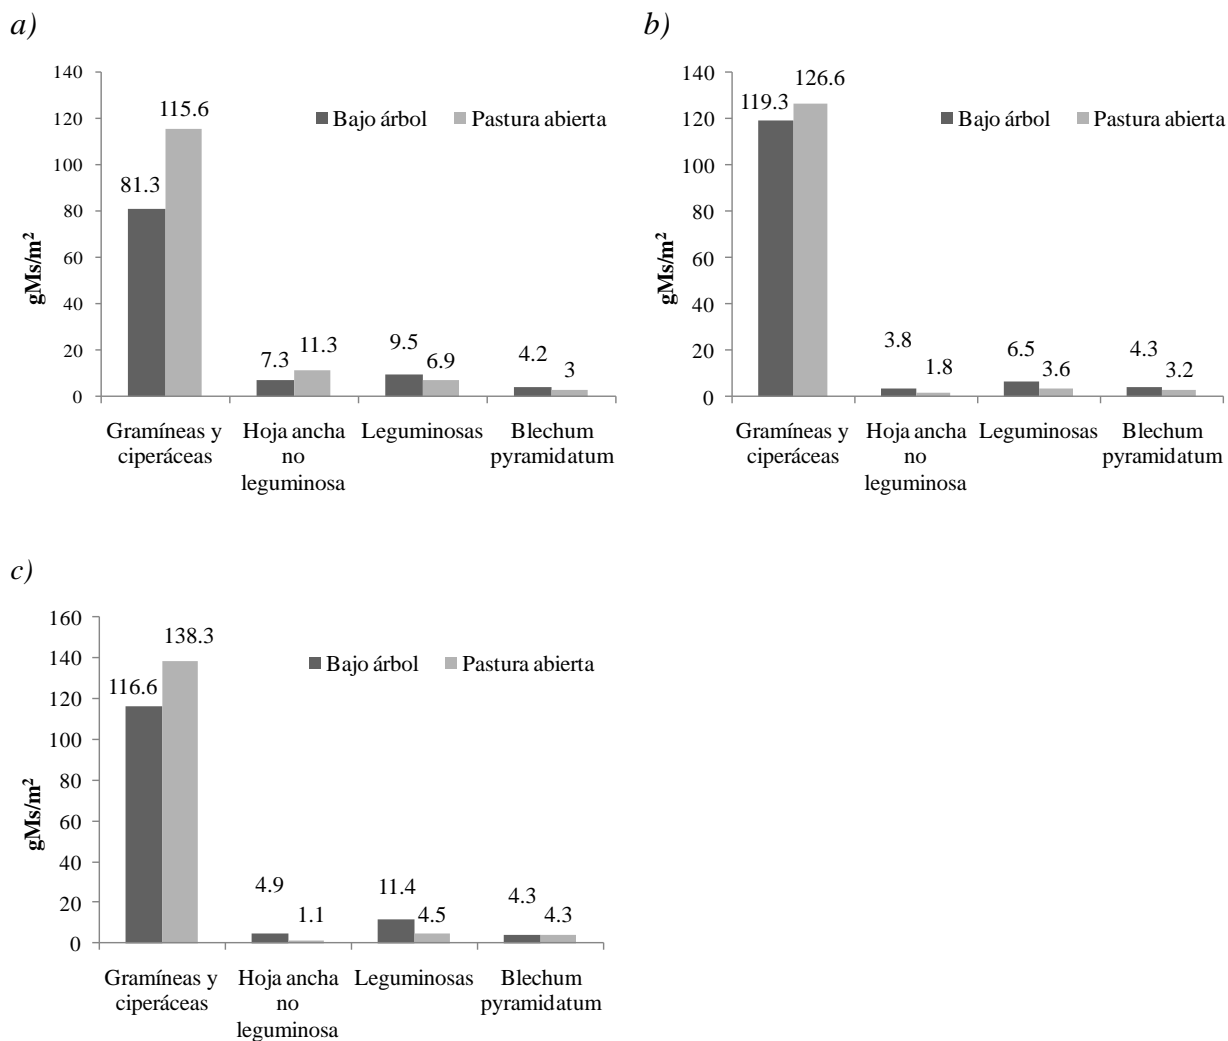 a)
140
120
100
80
60
40
20
0
gMs/m²
Bajo árbol
Pastura abierta
81.3
115.6
7.3
11.3
9.5
6.9
4.2
3
Gramíneas y
ciperáceas
Hoja ancha
no
leguminosa
Leguminosas
Blechum
pyramidatum
b)
140
120
100
80
60
40
20
0
gMs/m²
Bajo árbol
Pastura abierta
119.3
126.6
3.8
1.8
6.5
3.6
4.3
3.2
Gramíneas y
ciperáceas
Hoja ancha
no
leguminosa
Leguminosas
Blechum
pyramidatum
c)
160
140
120
100
80
60
40
20
0
gMs/m²
Bajo árbol
Pastura abierta
116.6
138.3
4.9
1.1
11.4
4.5
4.3
4.3
Gramíneas y
ciperáceas
Hoja ancha
no
leguminosa
Leguminosas
Blechum
pyramidatum